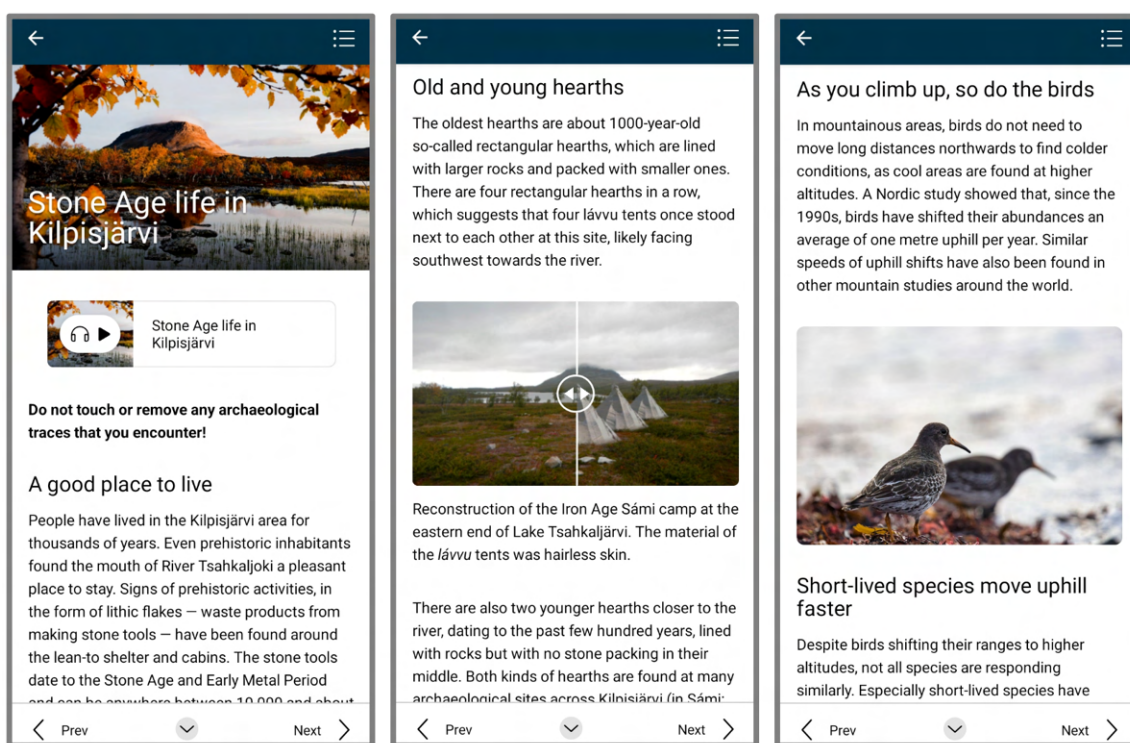 Stone Age life in
Kilpisjärvi
Stone Age life in
Kilpisjärvi
Do not touch or remove any archaeological
traces that you encounter!
A good place to live
People have lived in the Kilpisjärvi area for
thousands of years. Even prehistoric inhabitants
found the mouth of River Tsahkaljoki a pleasant
place to stay. Signs of prehistoric activities, in
the form of lithic flakes — waste products from
making stone tools — have been found around
the lean-to shelter and cabins. The stone tools
date to the Stone Age and Early Metal Period
and can be anywhere between 10 000 and about
Prev
Next
Old and young hearths
The oldest hearths are about 1000-year-old
so-called rectangular hearths, which are lined
with larger rocks and packed with smaller ones.
There are four rectangular hearths in a row,
which suggests that four lávvu tents once stood
next to each other at this site, likely facing
southwest towards the river.
Reconstruction of the Iron Age Sámi camp at the
eastern end of Lake Tsahkaljärvi. The material of
the lávvu tents was hairless skin.
There are also two younger hearths closer to the
river, dating to the past few hundred years, lined
with rocks but with no stone packing in their
middle. Both kinds of hearths are found at many
archaeological sites across Kilpisjärvi (in Sámi:
Prev
Next
As you climb up, so do the birds
In mountainous areas, birds do not need to
move long distances northwards to find colder
conditions, as cool areas are found at higher
altitudes. A Nordic study showed that, since the
1990s, birds have shifted their abundances an
average of one metre uphill per year. Similar
speeds of uphill shifts have also been found in
other mountain studies around the world.
Short-lived species move uphill
faster
Despite birds shifting their ranges to higher
altitudes, not all species are responding
similarly. Especially short-lived species have
Prev
Next